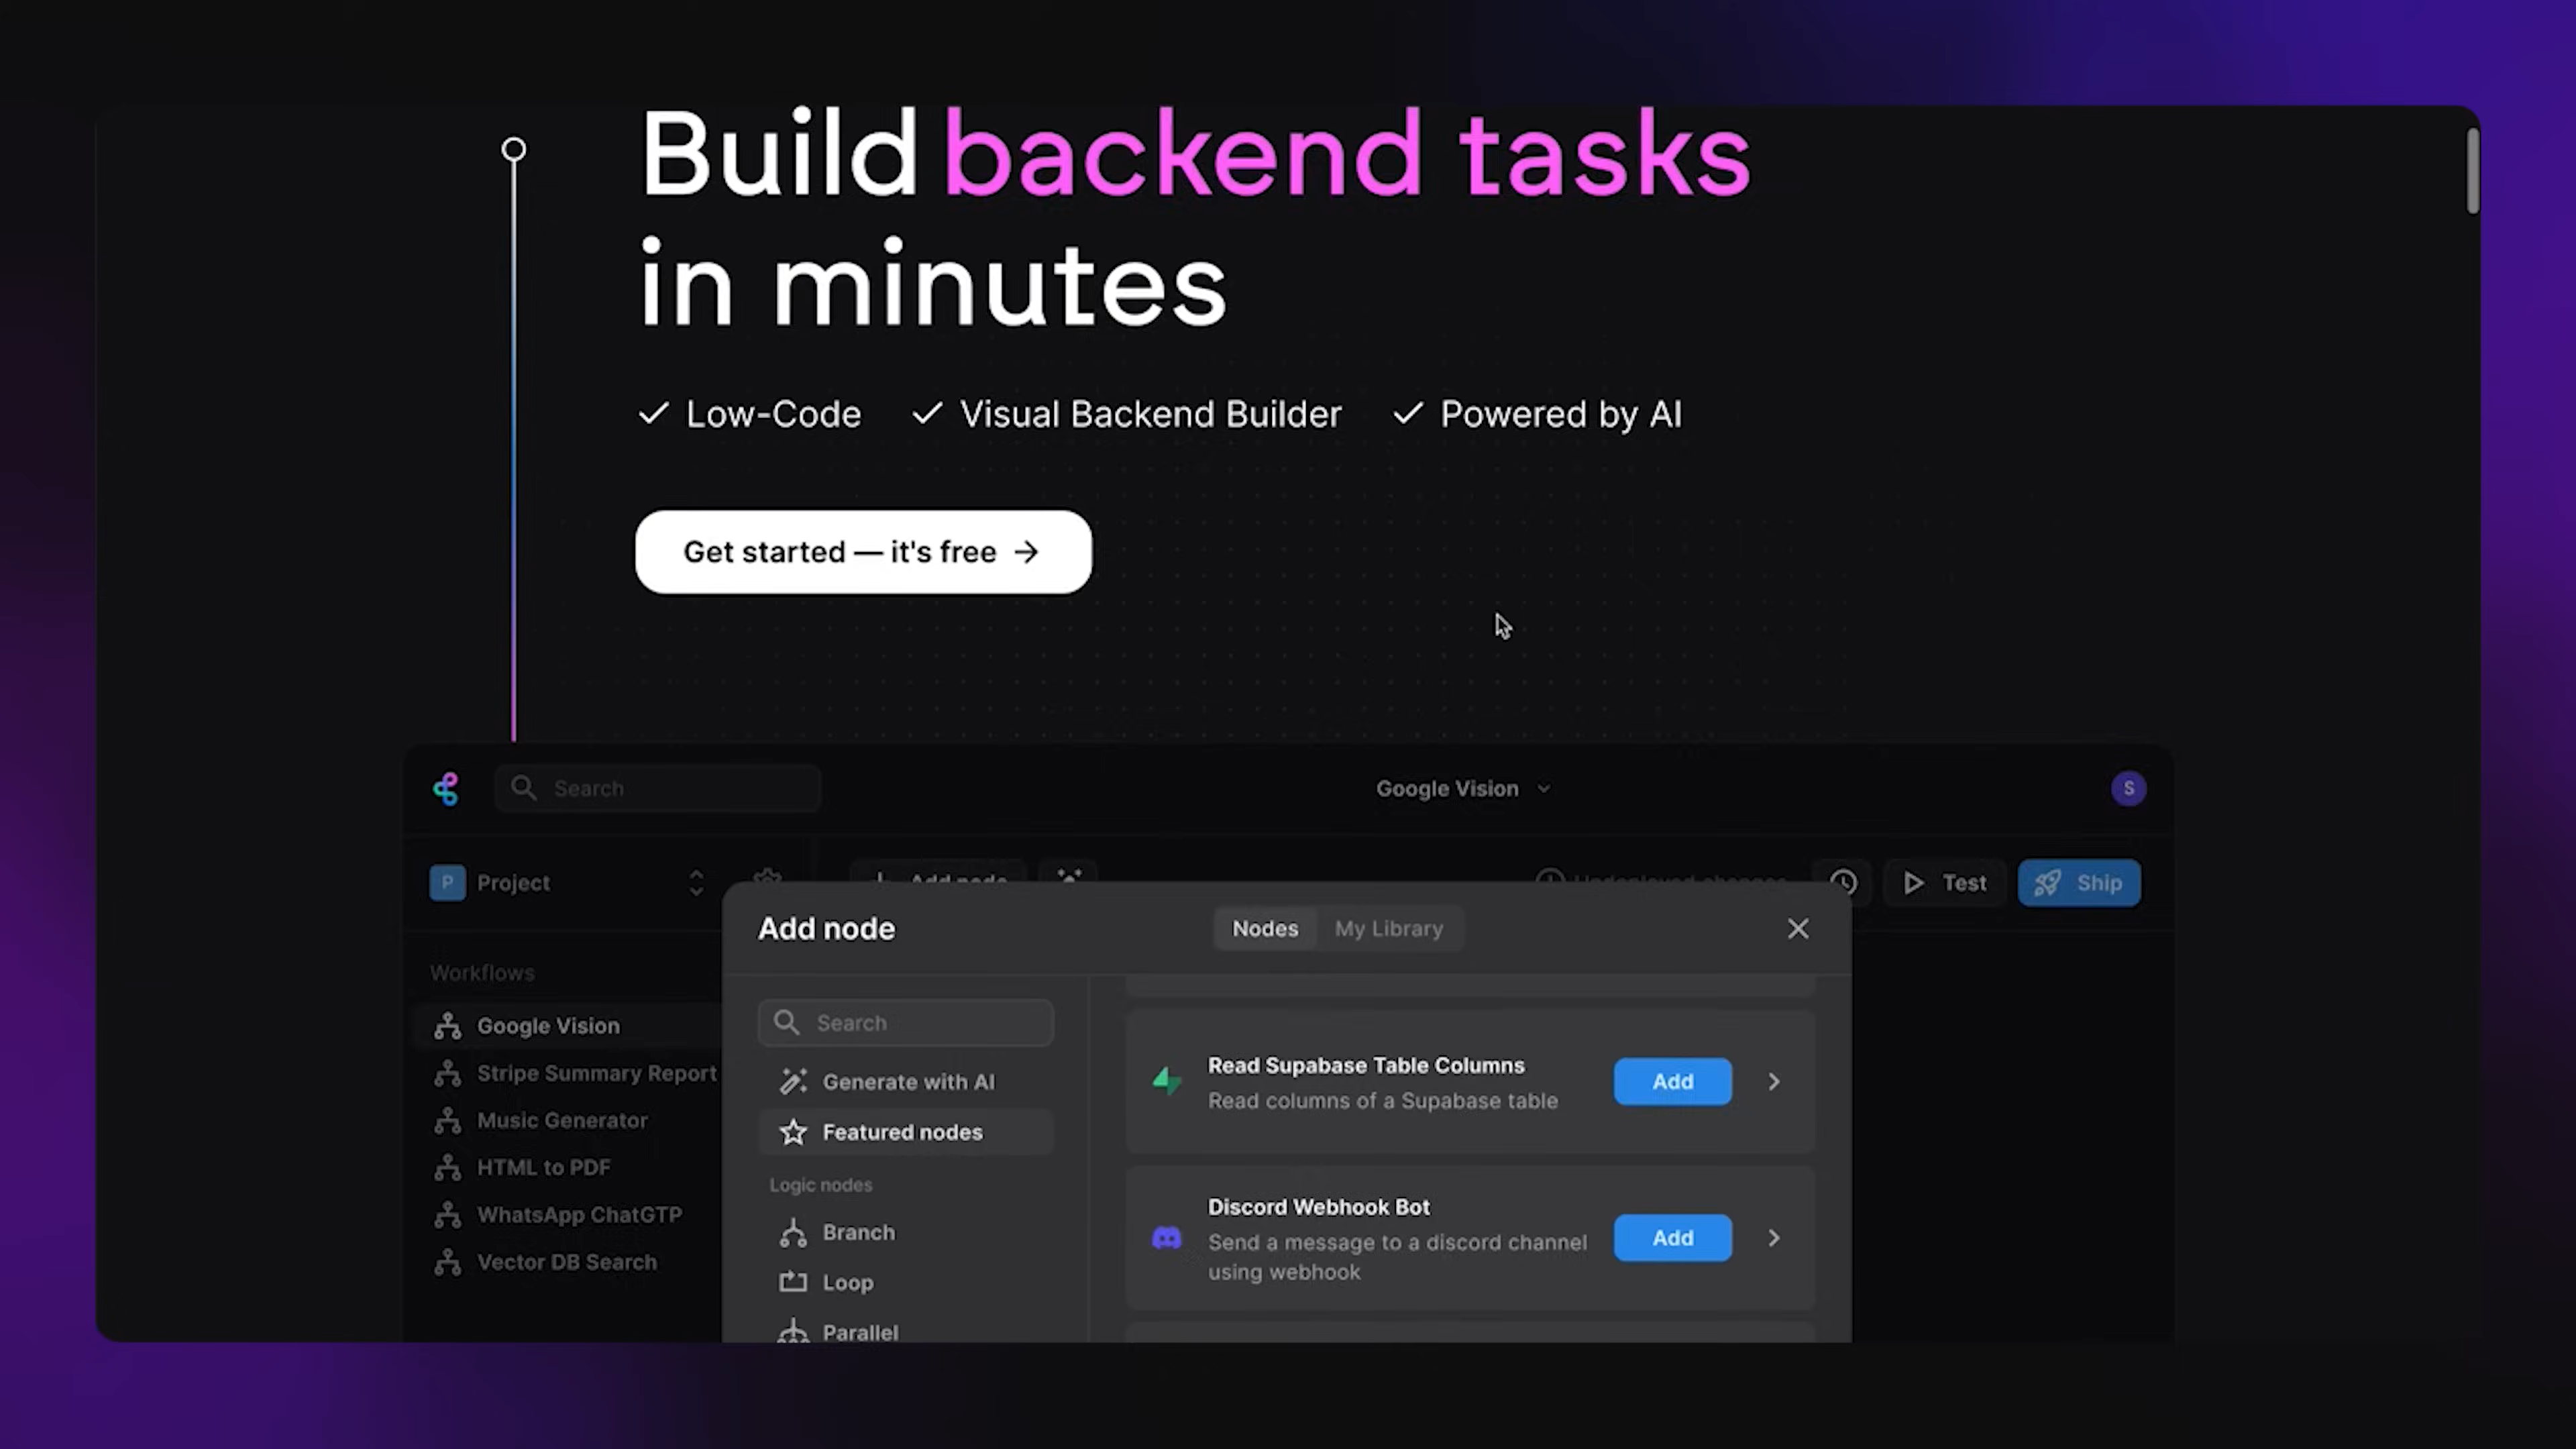 Build backend tasks
in minutes
Low-Code Visual Backend Builder Powered by AI
Get started — it's free →
Search
Google Vision
S
P Project
Add node
Undeployed changes
Test
Ship
Workflows
Google Vision
Stripe Summary Report
Music Generator
HTML to PDF
WhatsApp ChatGTP
Vector DB Search
Add node
Nodes
My Library
Search
Generate with AI
Featured nodes
Logic nodes
Branch
Loop
Parallel
Read Supabase Table Columns
Read columns of a Supabase table
Add
Discord Webhook Bot
Send a message to a discord channel
using webhook
Add